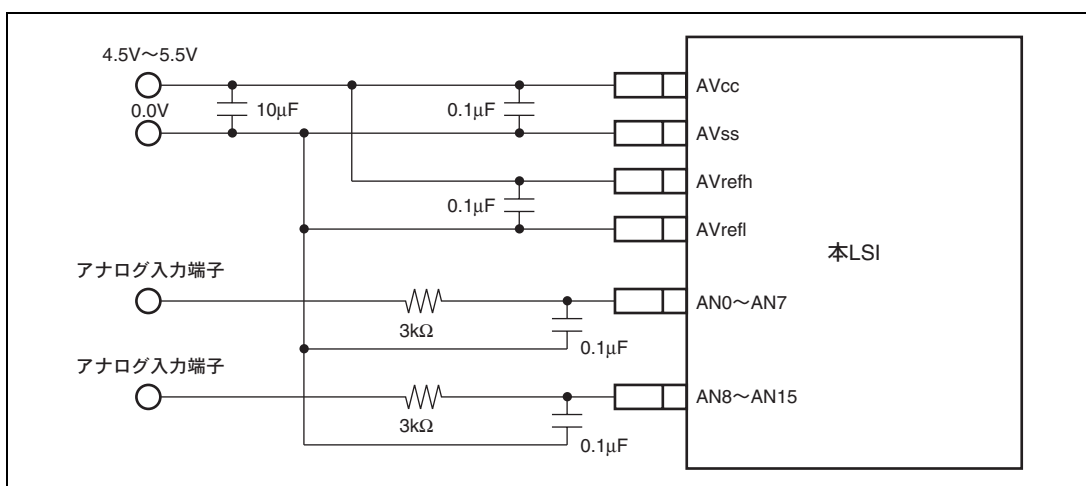 4.5V～5.5V
0.0V
10μF
0.1μF
AVcc
AVss
0.1μF
AVrefh
AVrefl
本LSI
アナログ入力端子
3kΩ
0.1μF
AN0～AN7
アナログ入力端子
3kΩ
0.1μF
AN8～AN15